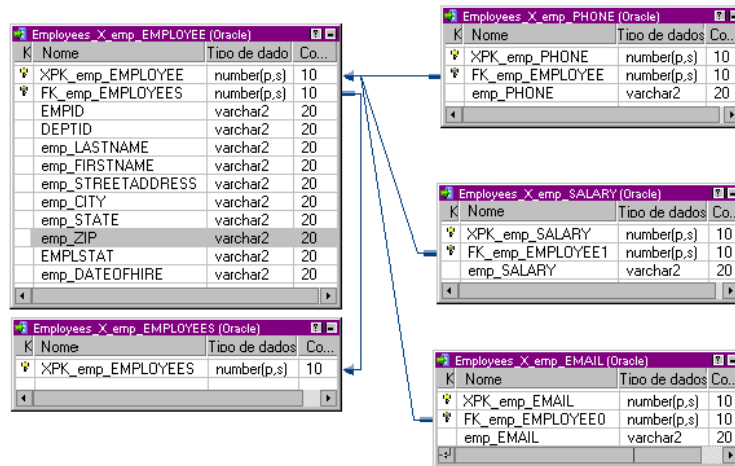 Employees_X_emp_EMPLOYEE (Oracle)
K Nome Tipo de dado Co...
XPK_emp_EMPLOYEE number(p,s) 10
FK_emp_EMPLOYEES number(p,s) 10
EMPID varchar2 20
DEPTID varchar2 20
emp_LASTNAME varchar2 20
emp_FIRSTNAME varchar2 20
emp_STREETADDRESS varchar2 20
emp_CITY varchar2 20
emp_STATE varchar2 20
emp_ZIP varchar2 20
EMPLSTAT varchar2 20
emp_DATEOFHIRE varchar2 20
Employees_X_emp_EMPLOYEES (Oracle)
K Nome Tipo de dados Co...
XPK_emp_EMPLOYEES number(p,s) 10
Employees_X_emp_PHONE (Oracle)
K Nome Tipo de dados Co...
XPK_emp_PHONE number(p,s) 10
FK_emp_EMPLOYEE number(p,s) 10
emp_PHONE varchar2 20
Employees_X_emp_SALARY (Oracle)
K Nome Tipo de dados Co...
XPK_emp_SALARY number(p,s) 10
FK_emp_EMPLOYEE1 number(p,s) 10
emp_SALARY varchar2 20
Employees_X_emp_EMAIL (Oracle)
K Nome Tipo de dados Co...
XPK_emp_EMAIL number(p,s) 10
FK_emp_EMPLOYEE0 number(p,s) 10
emp_EMAIL varchar2 20